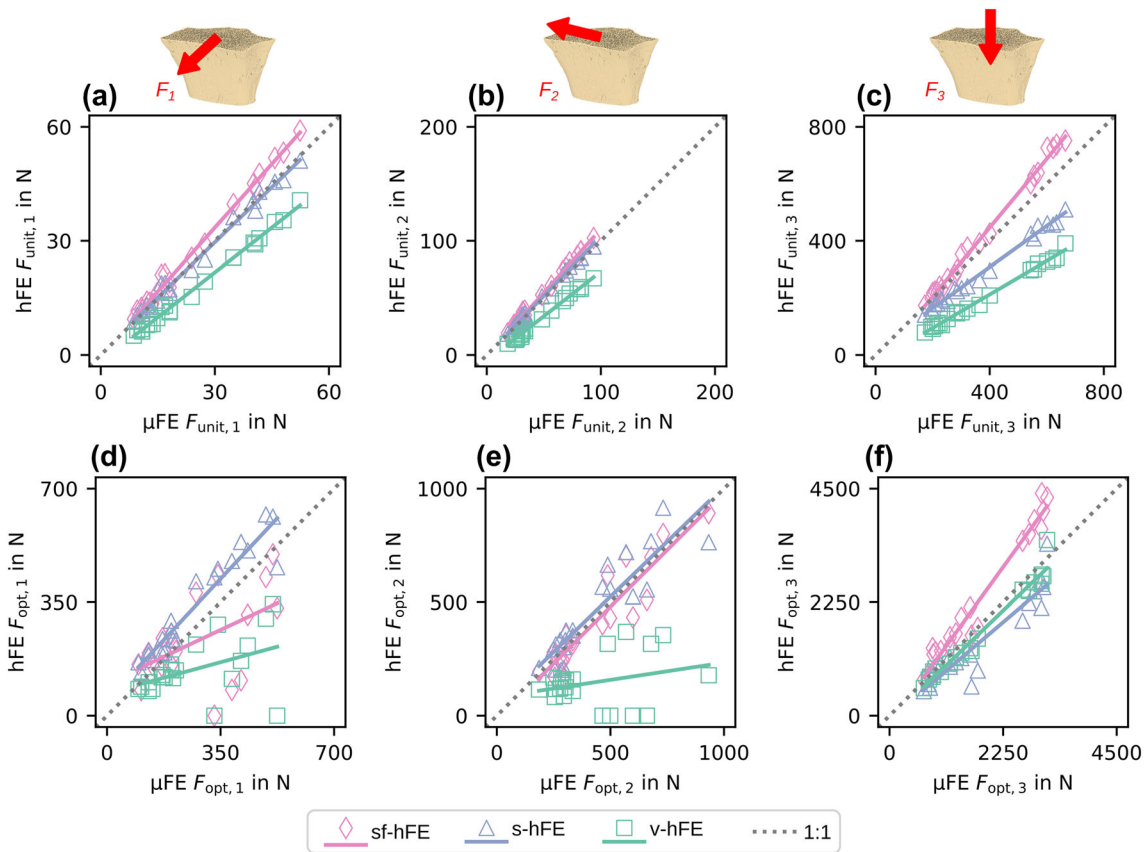 F1 F2 F3
(a) (b) (c)
60 200 800
hFE Funit, 1 in N hFE Funit, 2 in N hFE Funit, 3 in N
30 100 400
0 0 0
0 30 60 0 100 200 0 400 800
µFE Funit, 1 in N µFE Funit, 2 in N µFE Funit, 3 in N
(d) (e) (f)
700 1000 4500
hFE Fopt, 1 in N hFE Fopt, 2 in N hFE Fopt, 3 in N
350 500 2250
0 0 0
0 350 700 0 500 1000 0 2250 4500
µFE Fopt, 1 in N µFE Fopt, 2 in N µFE Fopt, 3 in N
sf-hFE s-hFE v-hFE 1:1